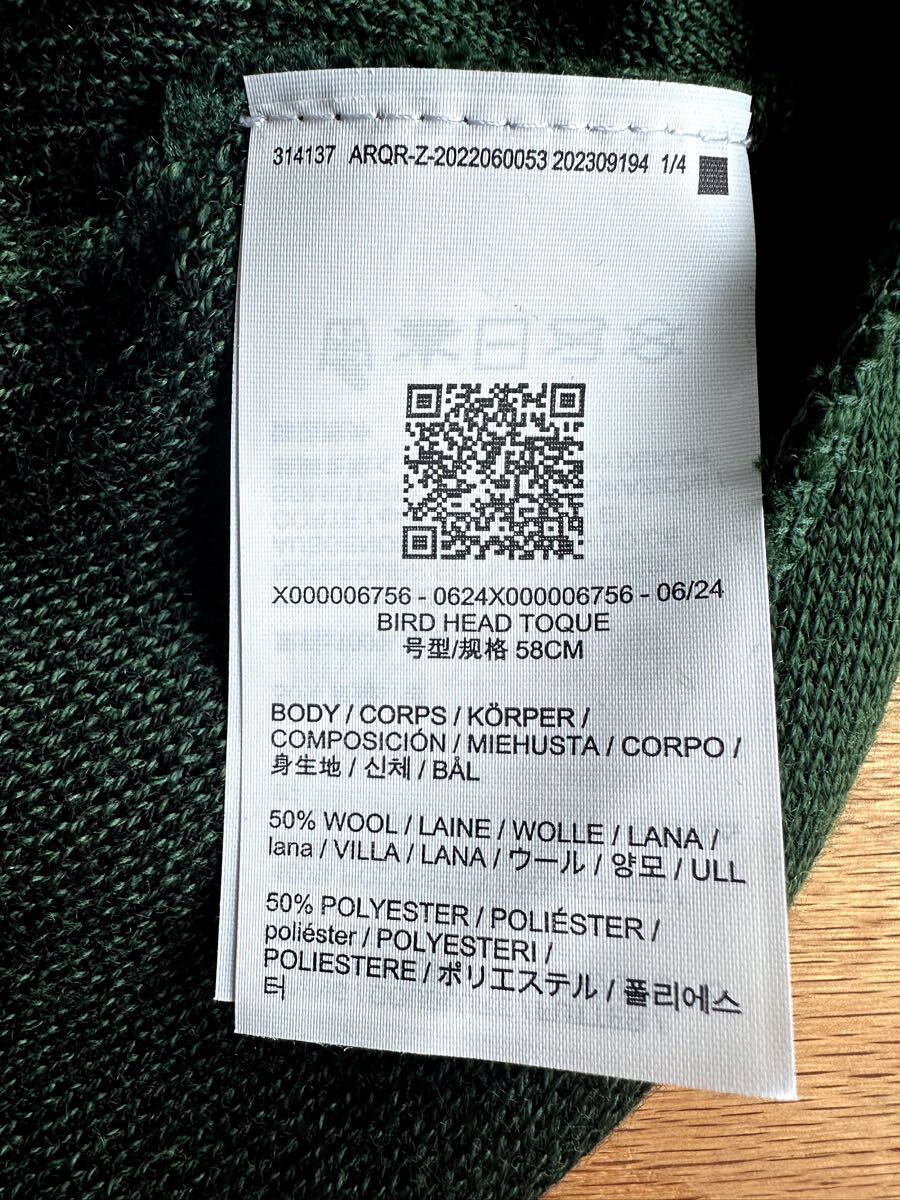 314137 ARQR-Z-2022060053 202309194 1/4
X000006756 - 0624X000006756 - 06/24
BIRD HEAD TOQUE
号型/规格 58CM
BODY / CORPS / KÖRPER /
COMPOSICIÓN / MIEHUSTA / CORPO /
身生地 / 신체 / BÅL
50% WOOL / LAINE / WOLLE / LANA /
lana / VILLA / LANA / ウール / 양모 / ULL
50% POLYESTER / POLIÉSTER /
poliéster / POLYESTERI /
POLIESTERE / ポリエステル / 폴리에스
터